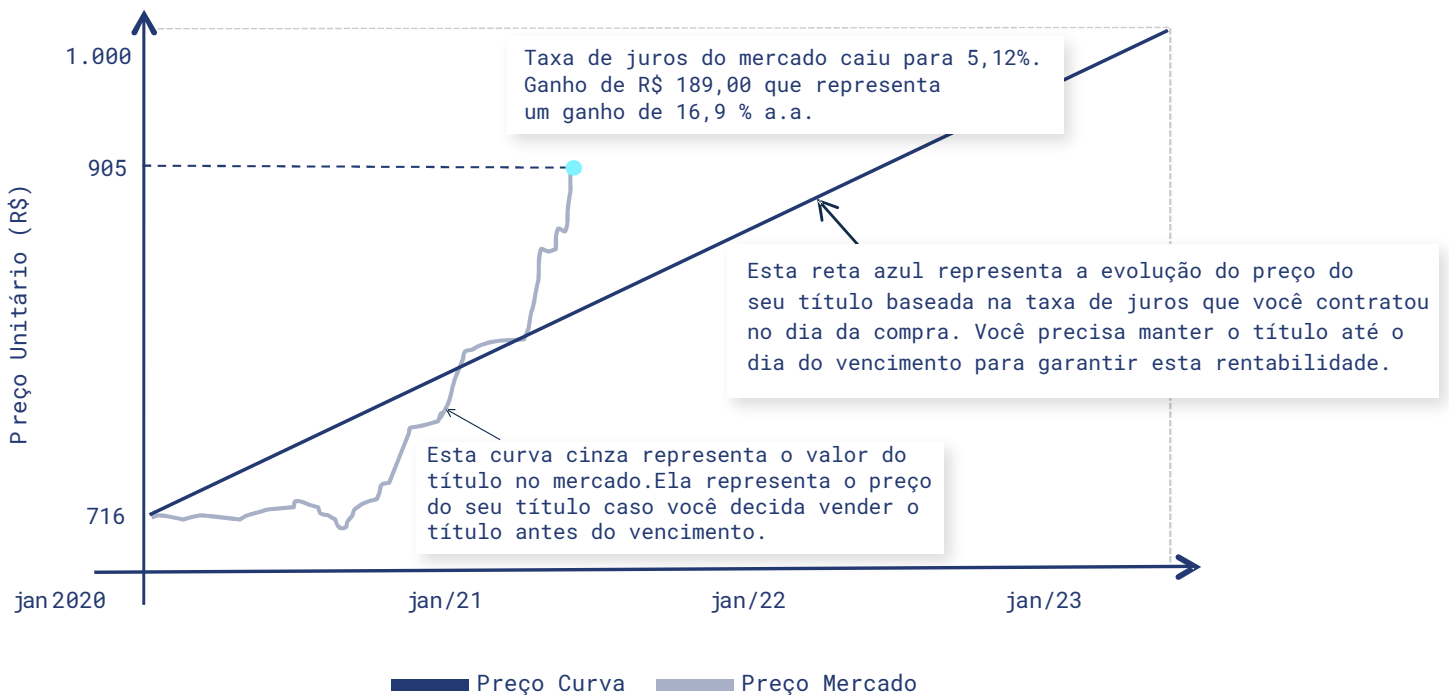 1.000
Taxa de juros do mercado caiu para 5,12%.
Ganho de R$ 189,00 que representa
um ganho de 16,9 % a.a.
905
Preço Unitário (R$)
Esta reta azul representa a evolução do preço do
seu título baseada na taxa de juros que você contratou
no dia da compra. Você precisa manter o título até o
dia do vencimento para garantir esta rentabilidade.
Esta curva cinza representa o valor do
título no mercado.Ela representa o preço
do seu título caso você decida vender o
título antes do vencimento.
716
jan2020 jan/21 jan/22 jan/23
Preço Curva Preço Mercado